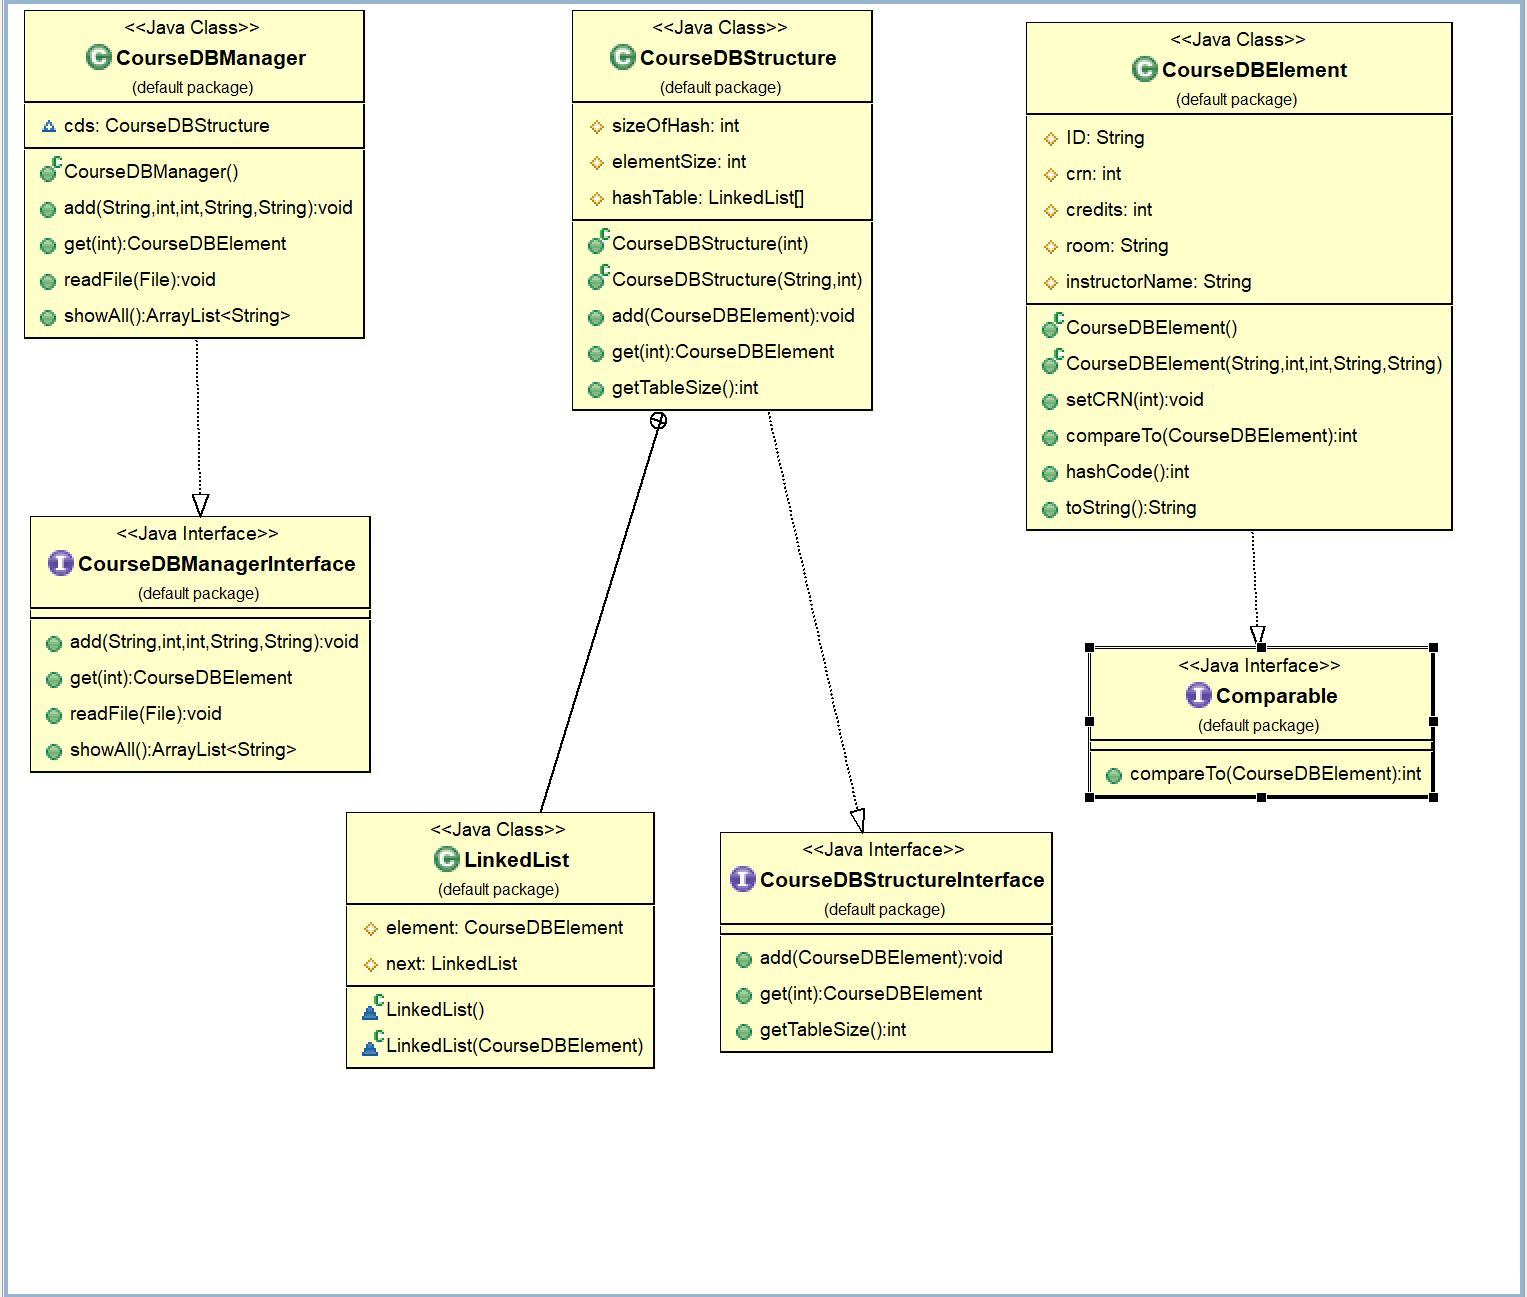 <<Java Class>>
CourseDBManager
(default package)
cds: CourseDBStructure
CourseDBManager()
add(String,int,int,String,String):void
get(int):CourseDBElement
readFile(File):void
showAll():ArrayList<String>
<<Java Class>>
CourseDBStructure
(default package)
sizeOfHash: int
elementSize: int
hashTable: LinkedList[]
CourseDBStructure(int)
CourseDBStructure(String,int)
add(CourseDBElement):void
get(int):CourseDBElement
getTableSize():int
<<Java Class>>
CourseDBElement
(default package)
ID: String
crn: int
credits: int
room: String
instructorName: String
CourseDBElement()
CourseDBElement(String,int,int,String,String)
setCRN(int):void
compareTo(CourseDBElement):int
hashCode():int
toString():String
<<Java Interface>>
CourseDBManagerInterface
(default package)
add(String,int,int,String,String):void
get(int):CourseDBElement
readFile(File):void
showAll():ArrayList<String>
<<Java Interface>>
Comparable
(default package)
compareTo(CourseDBElement):int
<<Java Class>>
LinkedList
(default package)
element: CourseDBElement
next: LinkedList
LinkedList()
LinkedList(CourseDBElement)
<<Java Interface>>
CourseDBStructureInterface
(default package)
add(CourseDBElement):void
get(int):CourseDBElement
getTableSize():int